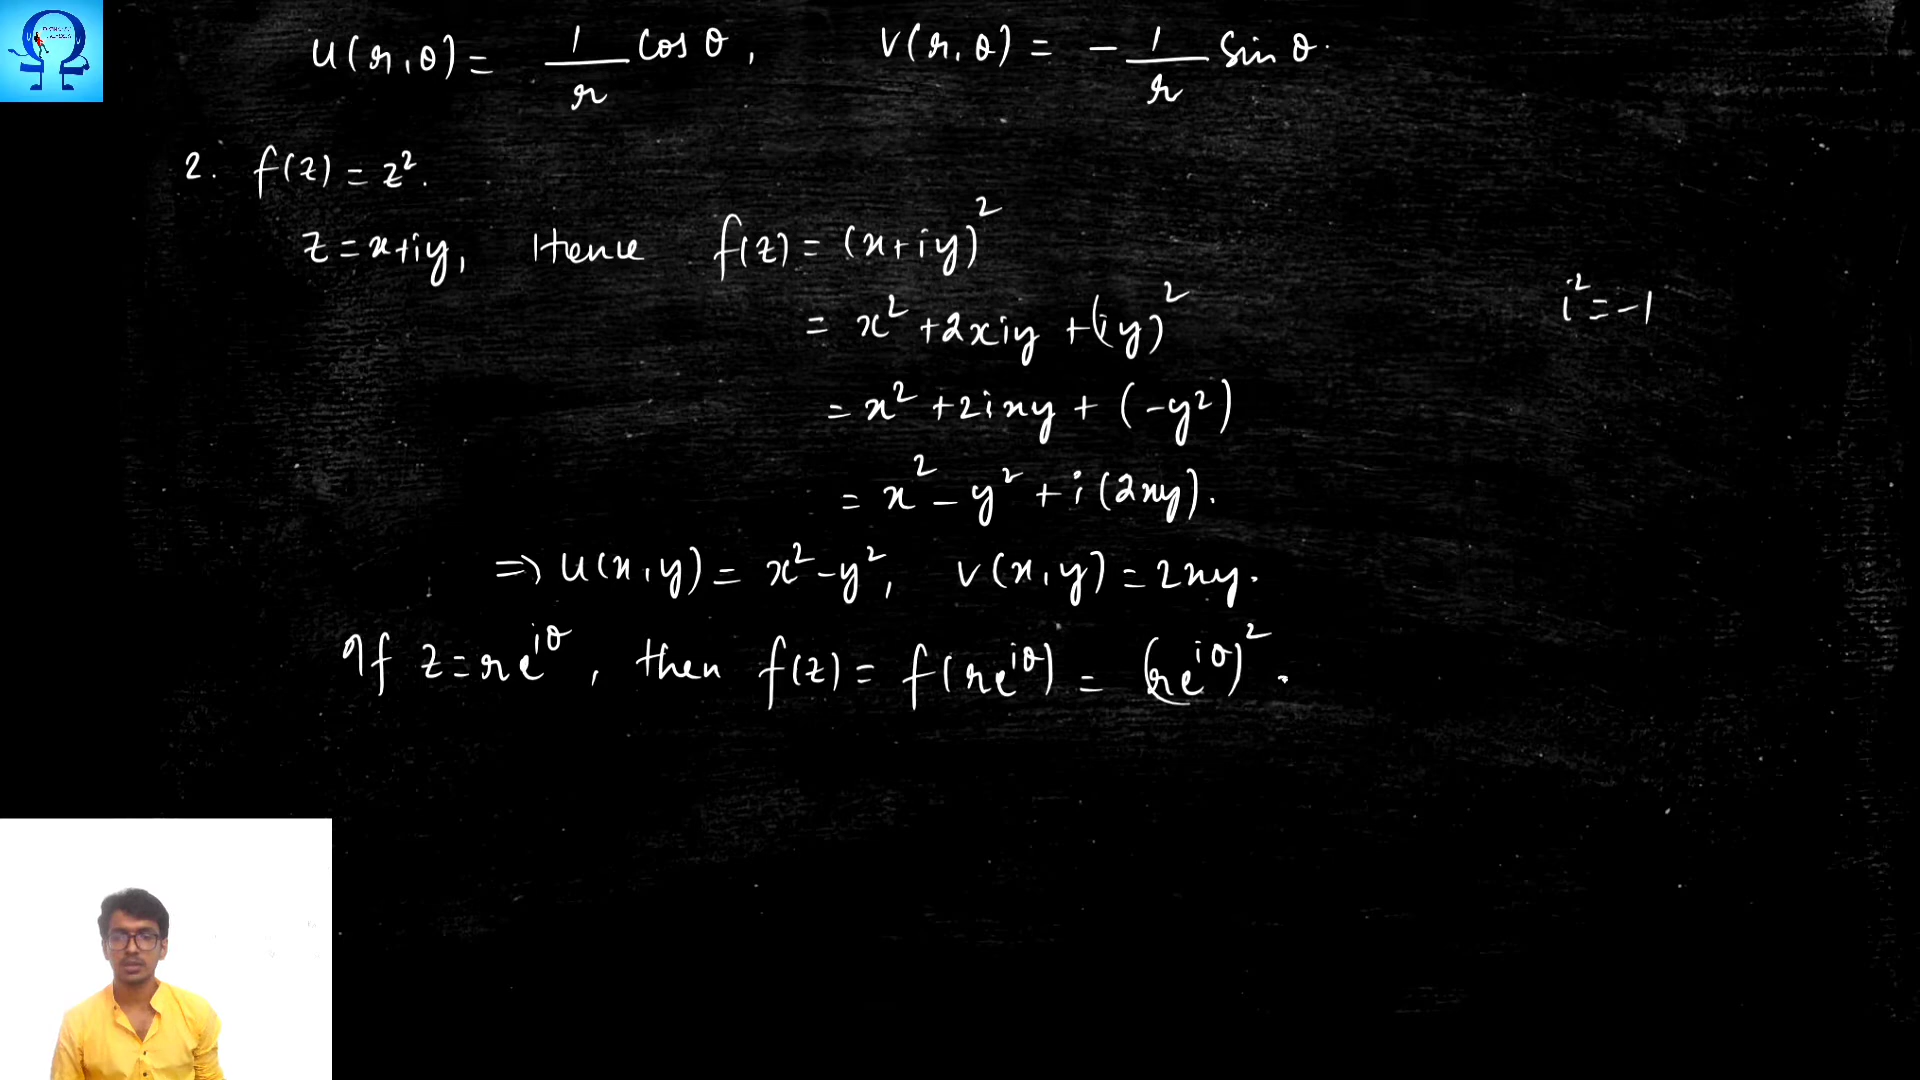 u(r,θ) = 1/r cos θ, v(r,θ) = - 1/r sin θ.
2. f(z) = z².
z = x+iy, Hence f(z) = (x+iy)²
= x² + 2xiy + (iy)²
i² = -1
= x² + 2ixy + (-y²)
= x² - y² + i(2xy).
⇒ u(x,y) = x² - y², v(x,y) = 2xy.
If z = re^{iθ}, then f(z) = f(re^{iθ}) = (re^{iθ})².